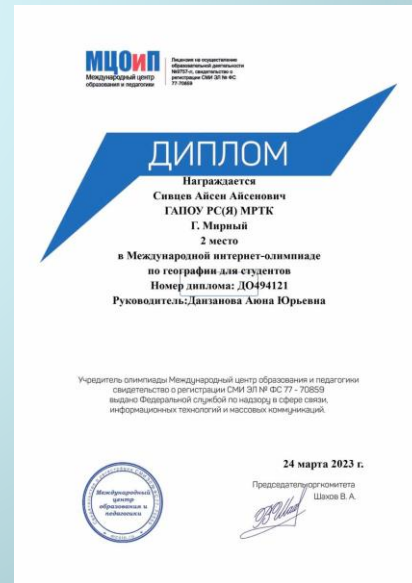 МЦОиП
Международный центр
образования и педагогики
Лицензия на осуществление
образовательной деятельности
№9757-л, свидетельство о
регистрации СМИ ЭЛ № ФС
77-70859
ДИПЛОМ
Награждается
Сивцев Айсен Айсенович
ГАПОУ РС(Я) МРТК
Г. Мирный
2 место
в Международной интернет-олимпиаде
по географии для студентов
Номер диплома: ДО494121
Руководитель:Данзанова Аюна Юрьевна
Учредитель олимпиады Международный центр образования и педагогики
свидетельство о регистрации СМИ ЭЛ № ФС 77 - 70859
выдано Федеральной службой по надзору в сфере связи,
информационных технологий и массовых коммуникаций.
24 марта 2023 г.
Председатель оргкомитета
Шахов В. А.
Международный
центр
образования и
педагогики